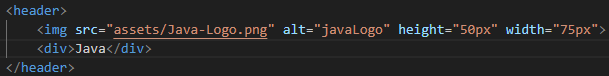 <header>
    <img src="assets/Java-Logo.png" alt="javaLogo" height="50px" width="75px">
    <div>Java</div>
</header>